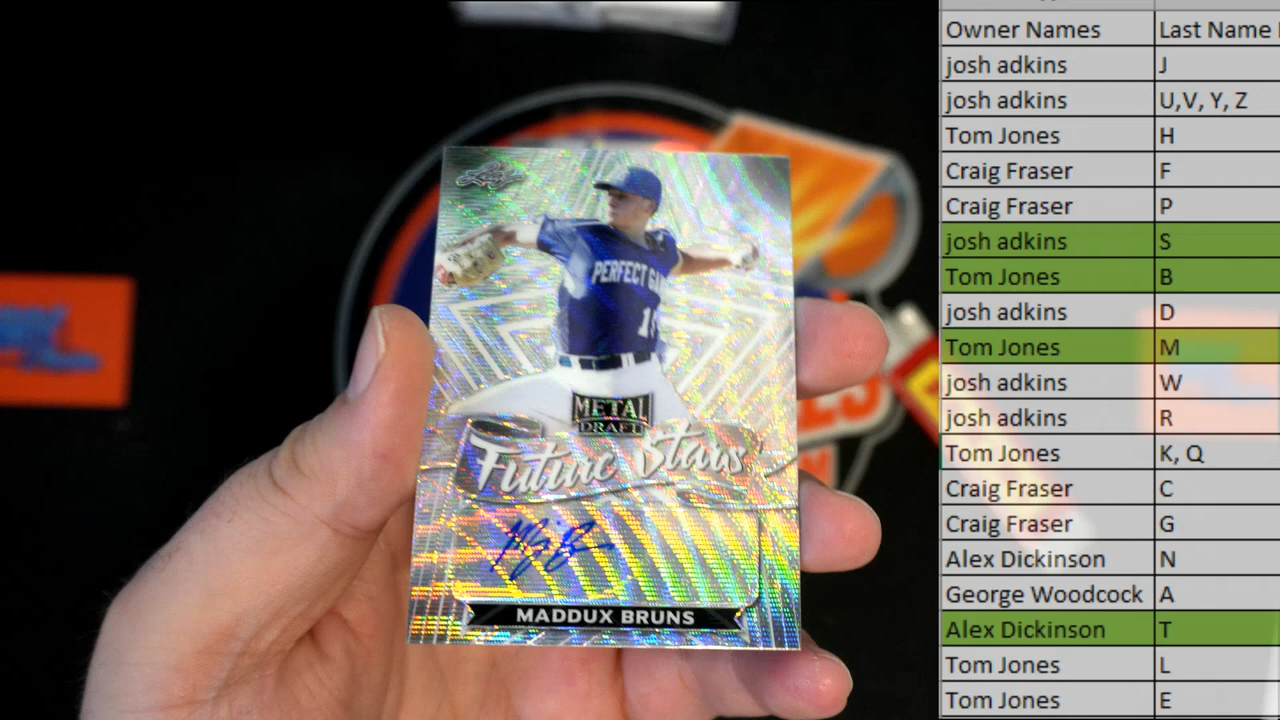 Leaf
PERFECT GA
METAL
DRAFT
Future Stars
MADDUX BRUNS
Owner Names Last Name
josh adkins J
josh adkins U,V, Y, Z
Tom Jones H
Craig Fraser F
Craig Fraser P
josh adkins S
Tom Jones B
josh adkins D
Tom Jones M
josh adkins W
josh adkins R
Tom Jones K, Q
Craig Fraser C
Craig Fraser G
Alex Dickinson N
George Woodcock A
Alex Dickinson T
Tom Jones L
Tom Jones E